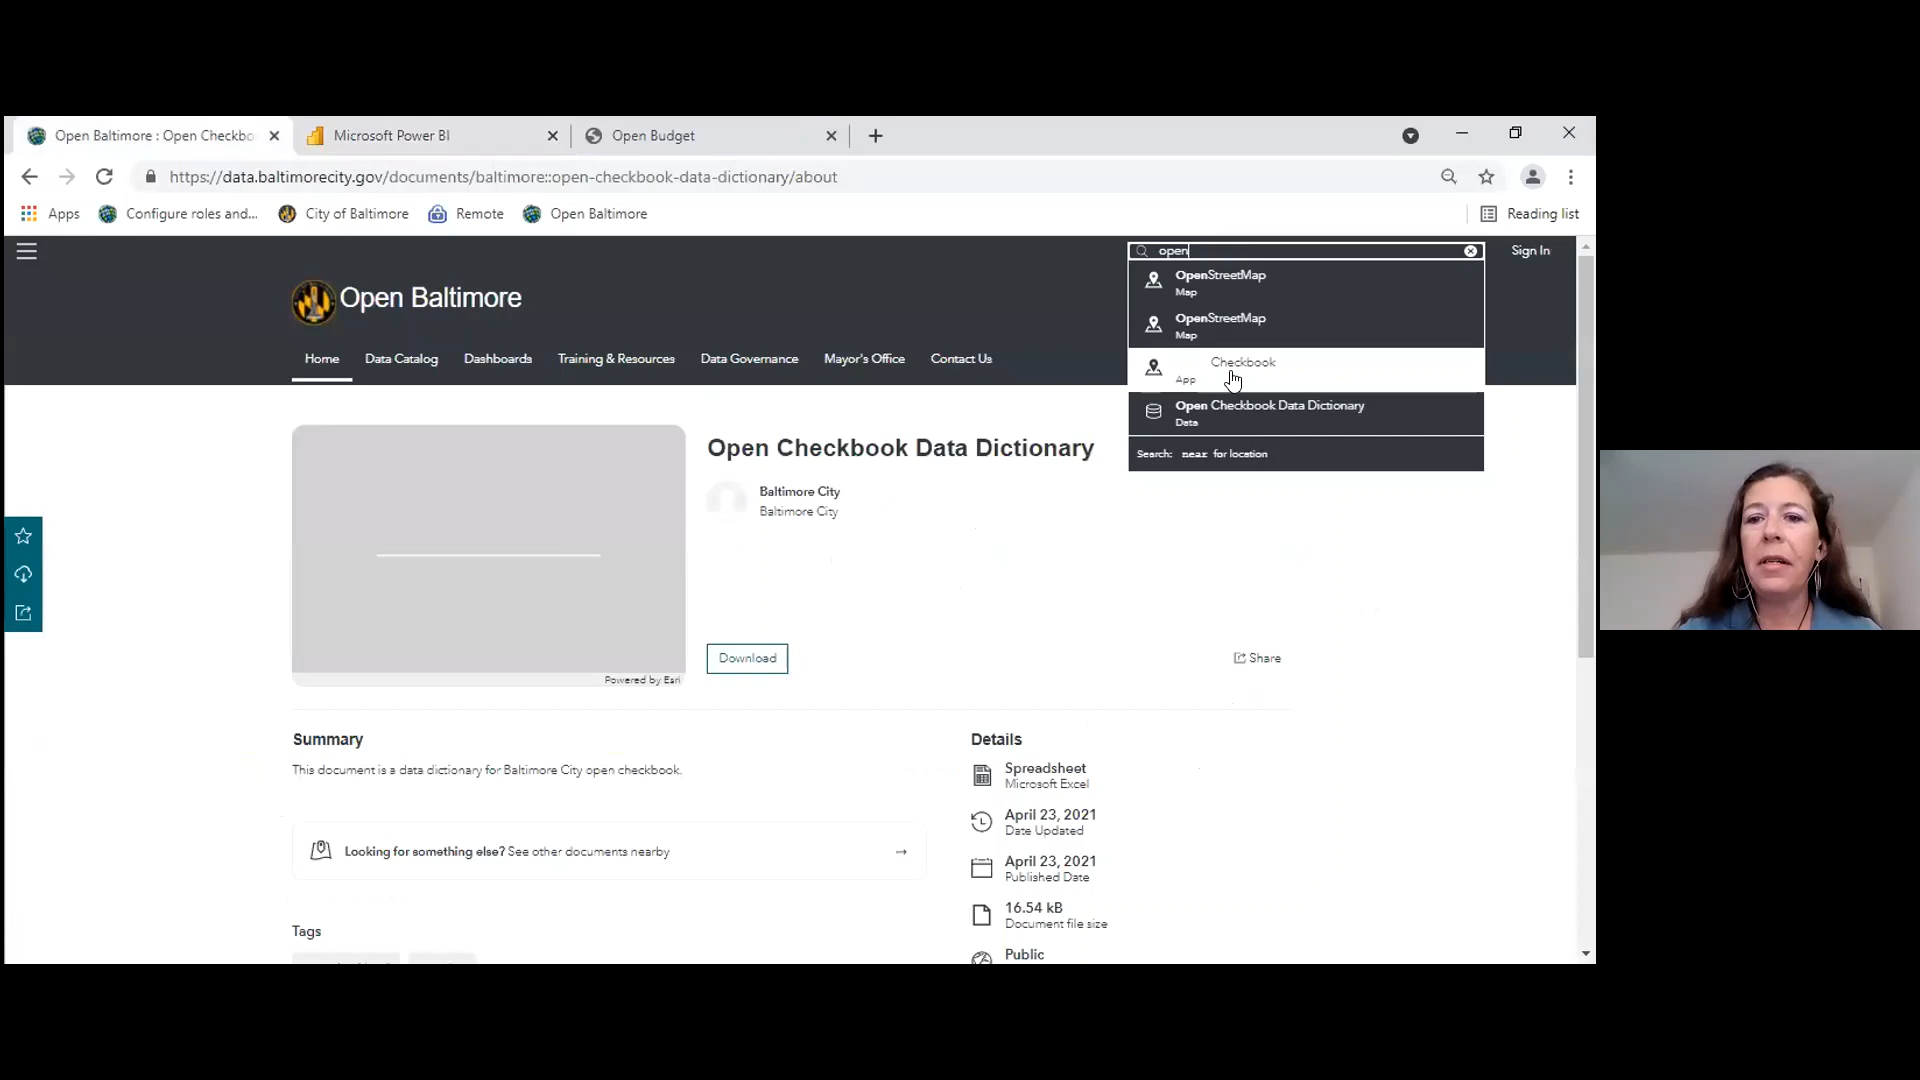 Open Baltimore : Open Checkbo
Microsoft Power BI
Open Budget
https://data.baltimorecity.gov/documents/baltimore::open-checkbook-data-dictionary/about
Apps
Configure roles and...
City of Baltimore
Remote
Open Baltimore
Reading list
open
Sign In
OpenStreetMap
Map
OpenStreetMap
Map
Checkbook
App
Open Checkbook Data Dictionary
Data
Search: near for location
Open Baltimore
Home
Data Catalog
Dashboards
Training & Resources
Data Governance
Mayor's Office
Contact Us
Open Checkbook Data Dictionary
Baltimore City
Baltimore City
Powered by Esri
Download
Share
Summary
This document is a data dictionary for Baltimore City open checkbook.
Looking for something else? See other documents nearby
Tags
Details
Spreadsheet
Microsoft Excel
April 23, 2021
Date Updated
April 23, 2021
Published Date
16.54 kB
Document file size
Public